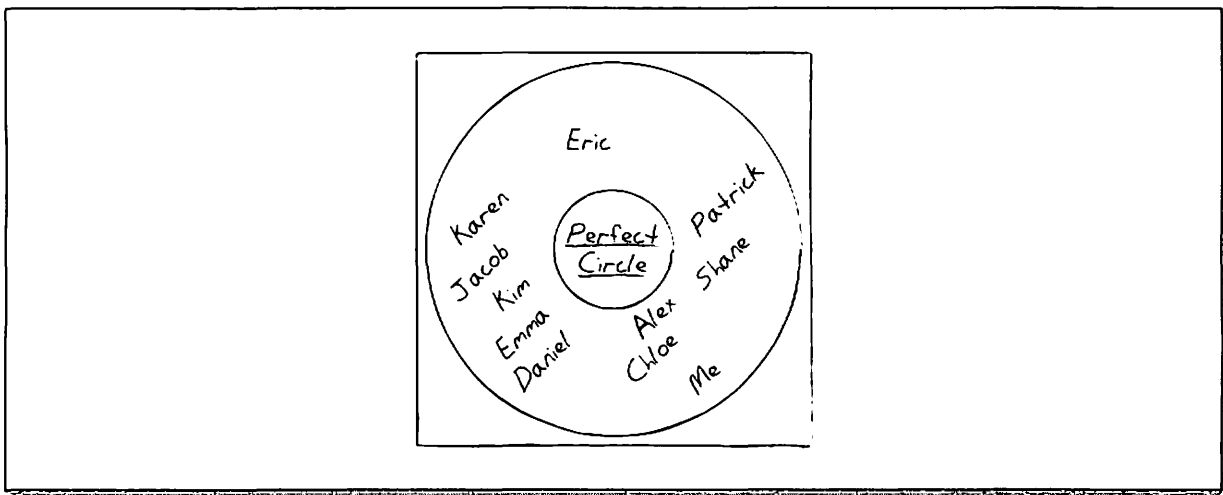 Eric
Karen
Jacob
Kim
Emma
Daniel
Perfect
Circle
Patrick
Shane
Alex
Chloe
Me